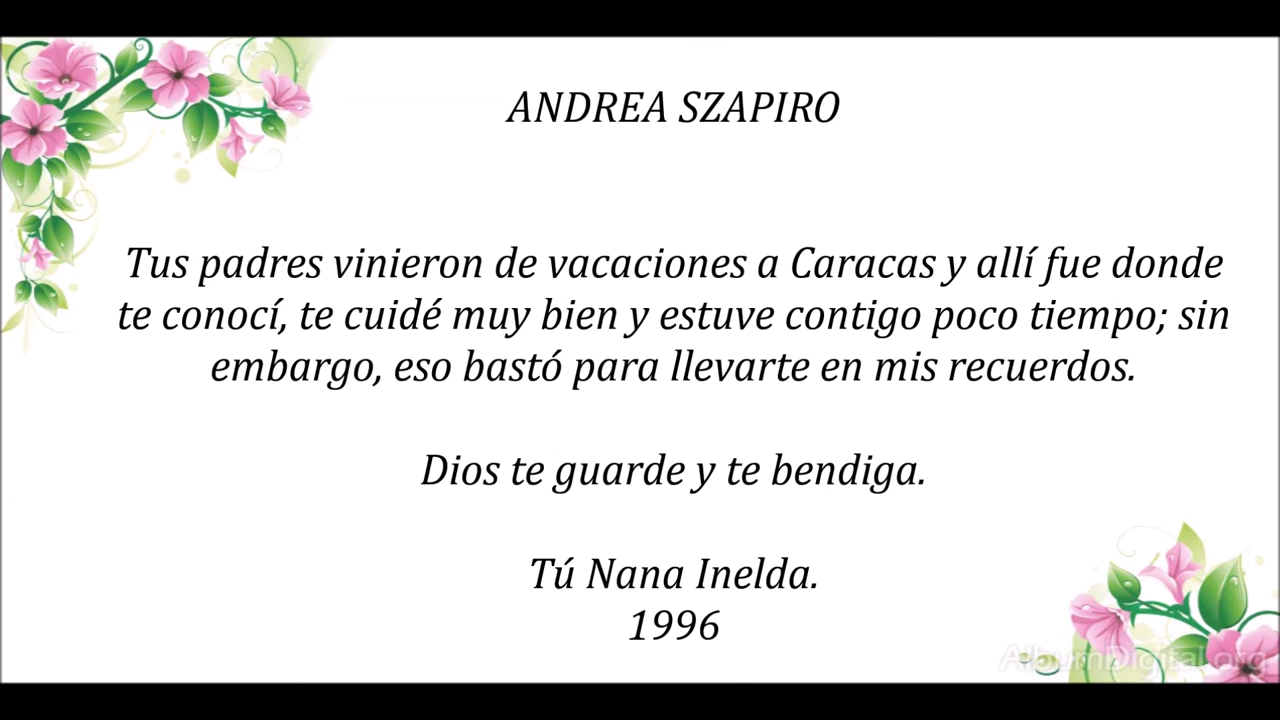 ANDREA SZAPIRO
Tus padres vinieron de vacaciones a Caracas y allí fue donde
te conocí, te cuidé muy bien y estuve contigo poco tiempo; sin
embargo, eso bastó para llevarte en mis recuerdos.
Dios te guarde y te bendiga.
Tú Nana Inelda.
1996
AlbumDigital.org